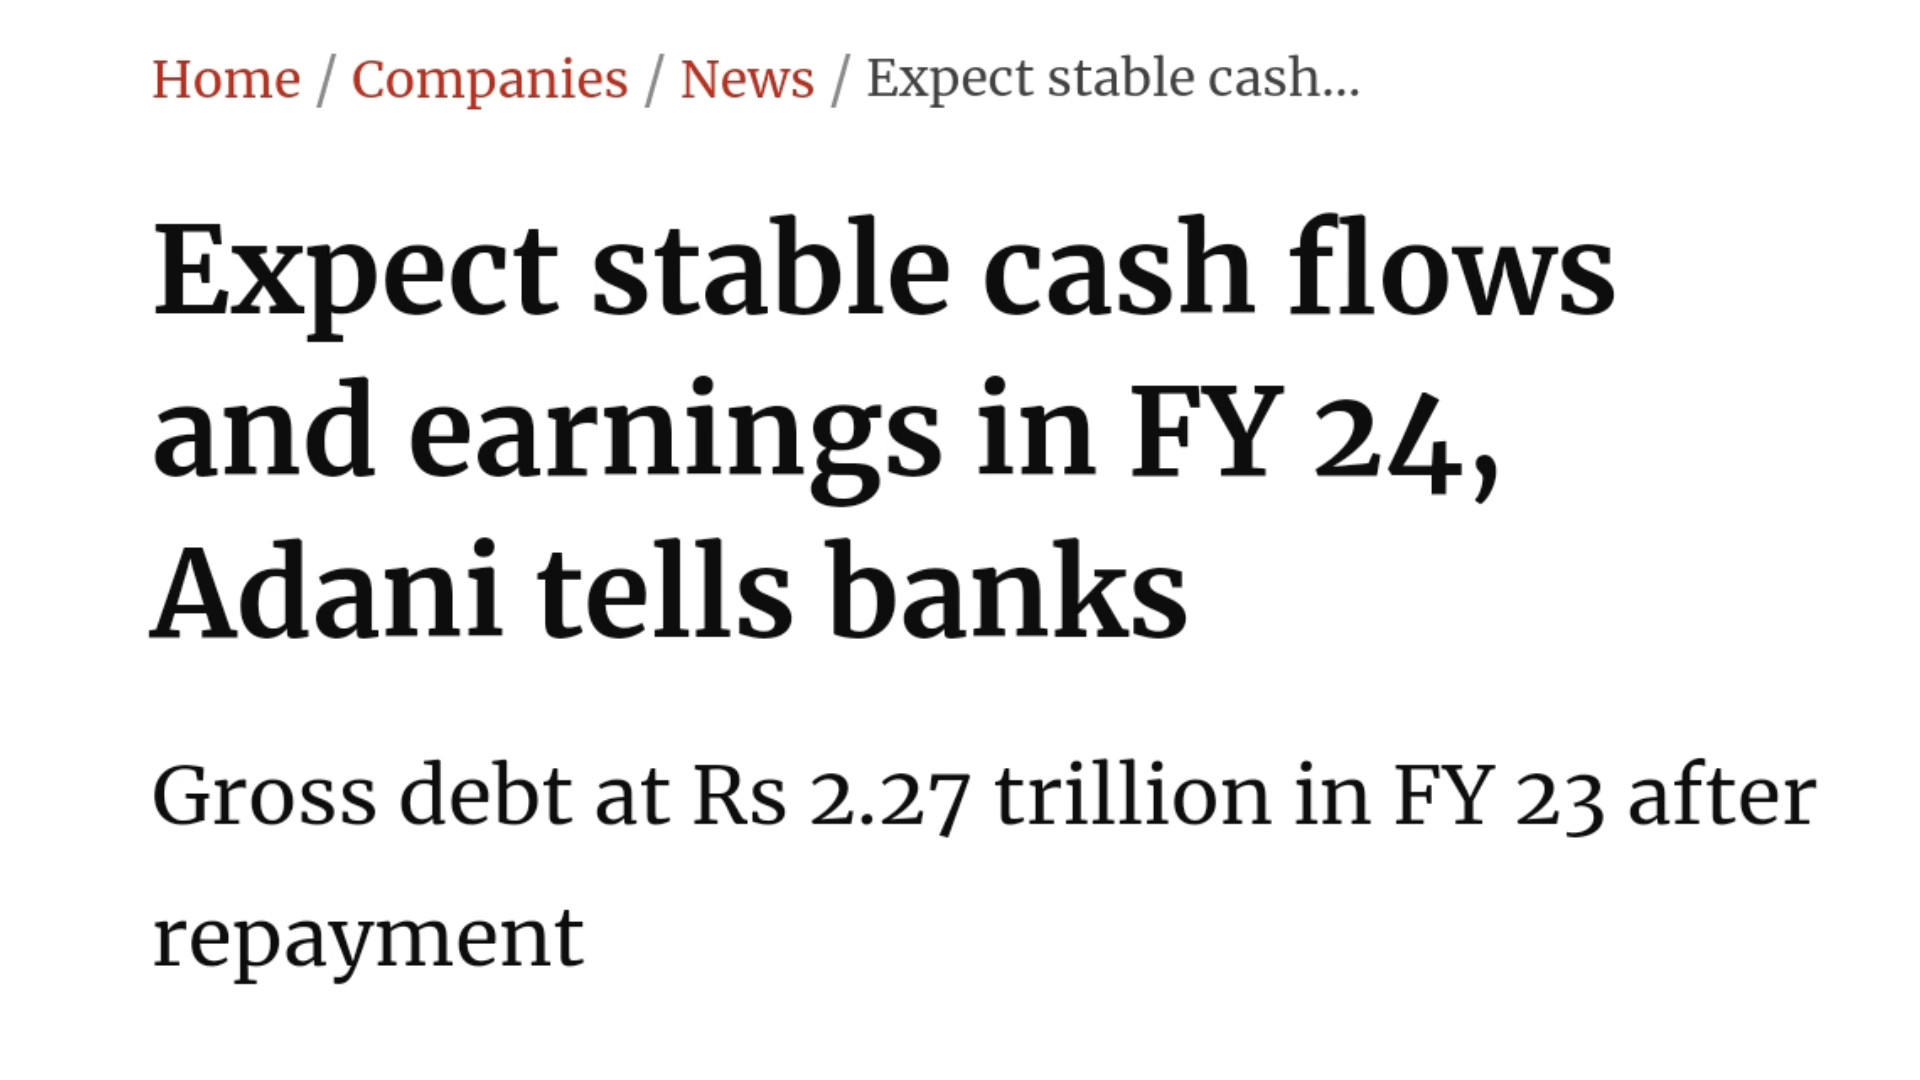 Home / Companies / News / Expect stable cash...
Expect stable cash flows
and earnings in FY 24,
Adani tells banks
Gross debt at Rs 2.27 trillion in FY 23 after
repayment